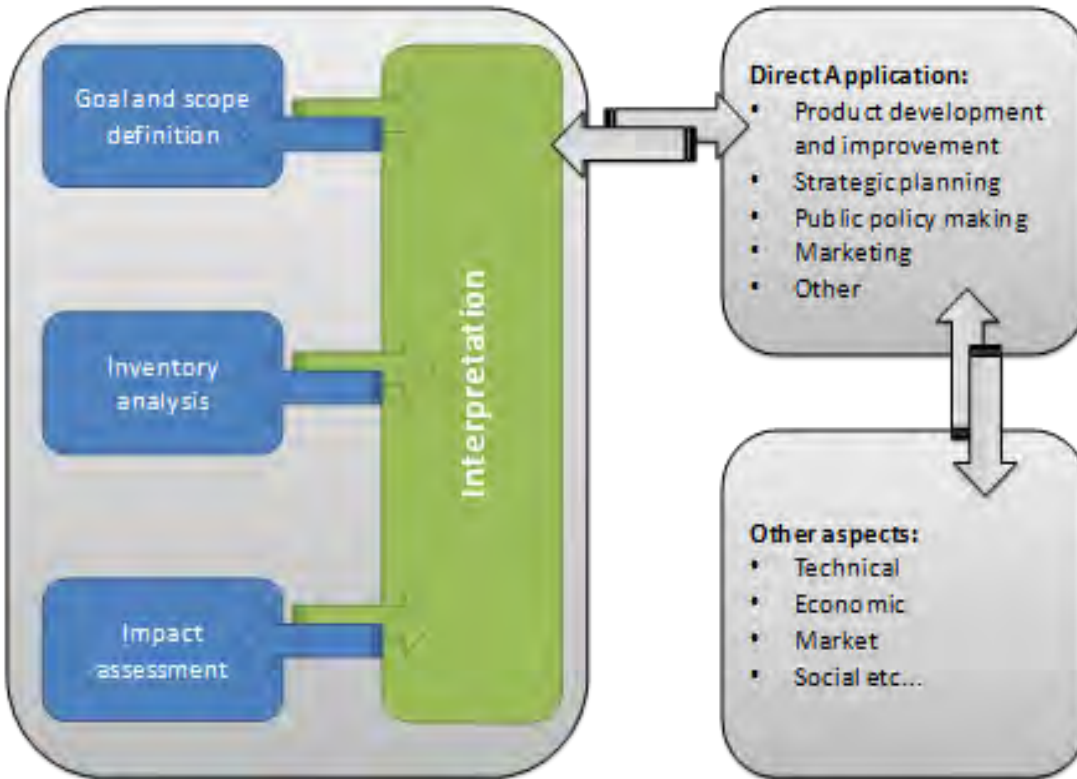 Goal and scope
definition
Inventory
analysis
Impact
assessment
Interpretation
Direct Application:
• Product development
and improvement
• Strategic planning
• Public policy making
• Marketing
• Other
Other aspects:
• Technical
• Economic
• Market
• Social etc...